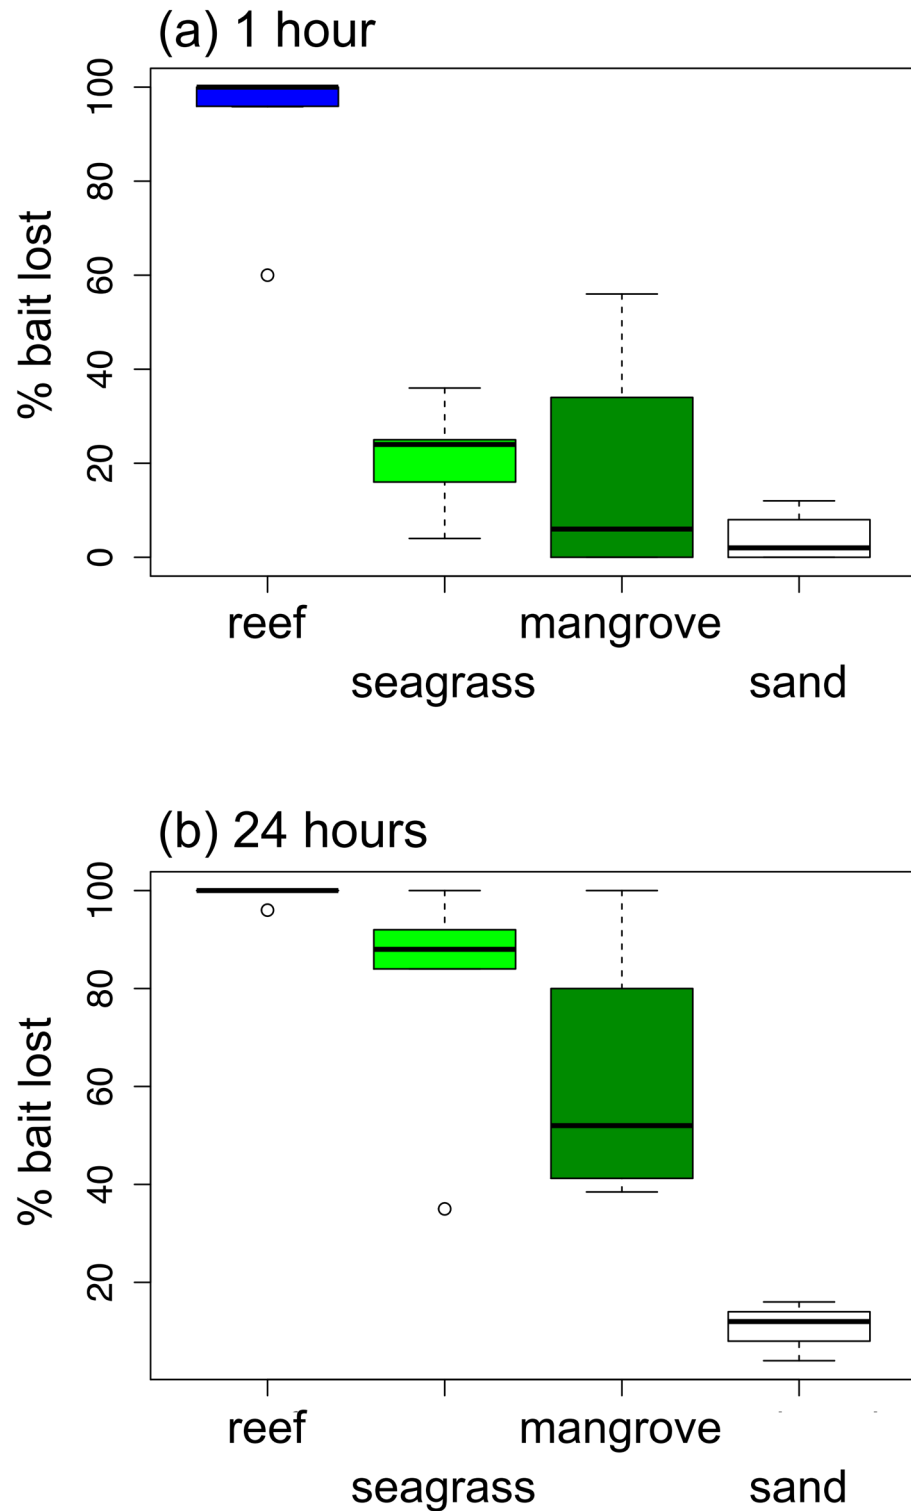 (a) 1 hour
% bait lost
100
80
60
40
20
0
reef
mangrove
seagrass
sand
(b) 24 hours
% bait lost
100
80
60
40
20
reef
mangrove
seagrass
sand